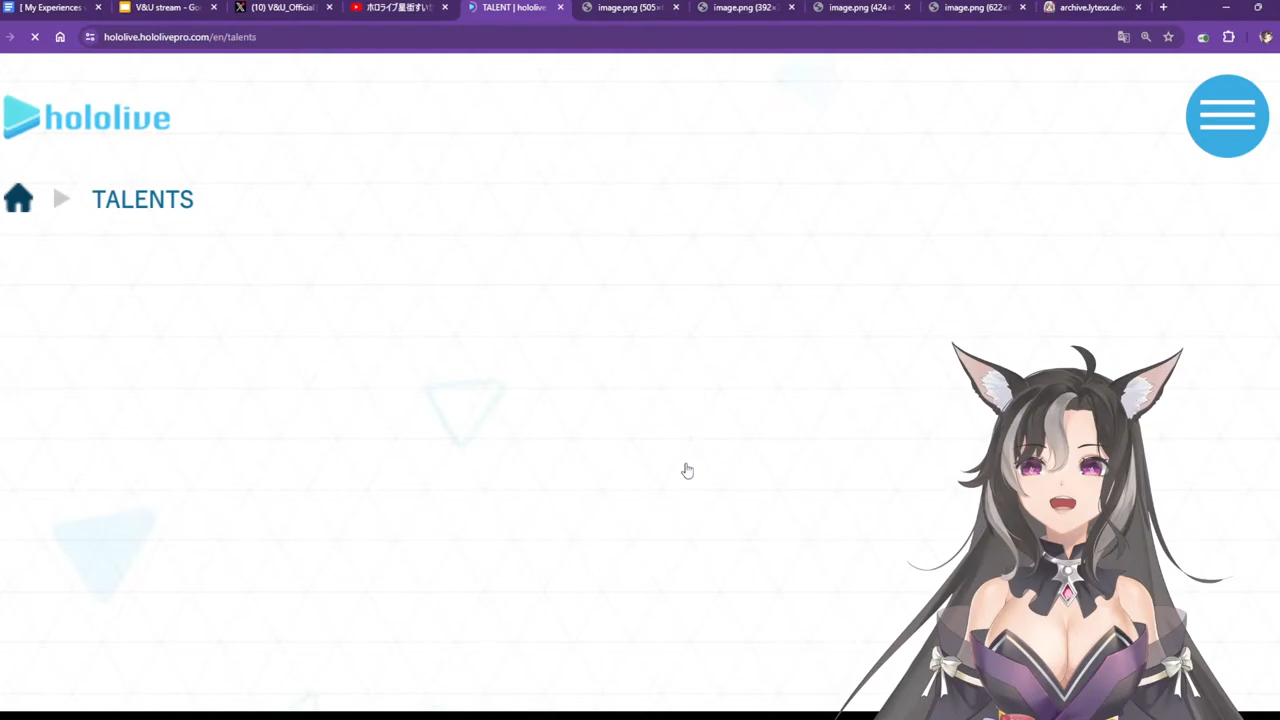 [ My Experiences
V&U stream - Go
(10) V&U_Official
ホロライブ星街すい
TALENT | hololive
image.png (505×
image.png (392×
image.png (424×
image.png (622×
archive.lytexx.dev
hololive.hololivepro.com/en/talents
hololive
TALENTS